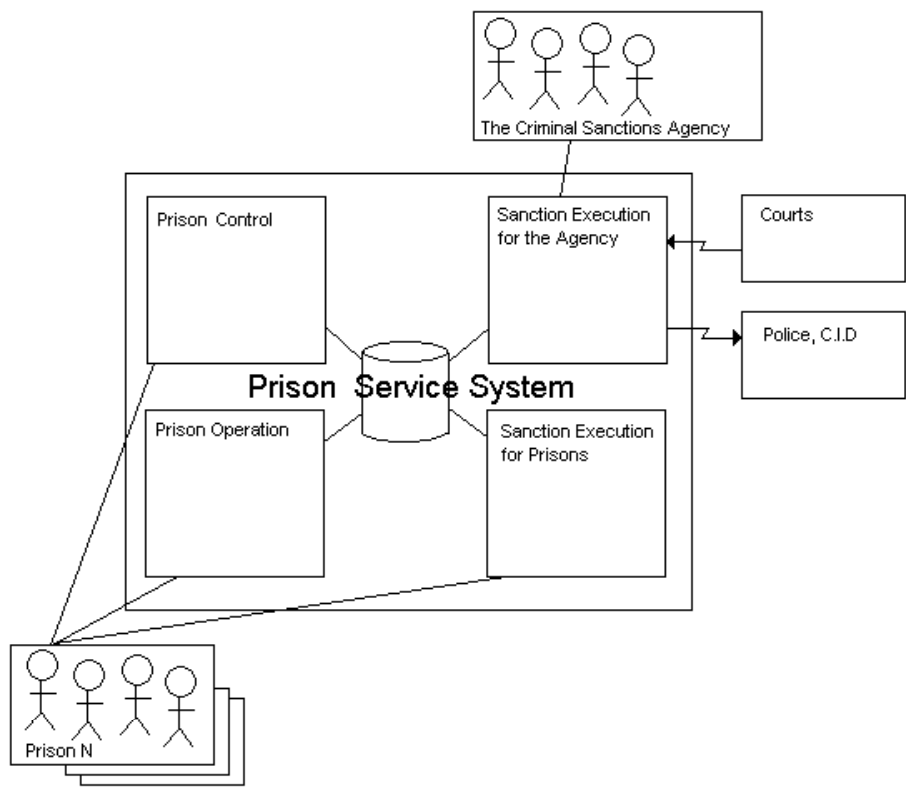 The Criminal Sanctions Agency
Prison Control
Sanction Execution
for the Agency
Courts
Police, C.I.D
Prison Service System
Prison Operation
Sanction Execution
for Prisons
Prison N